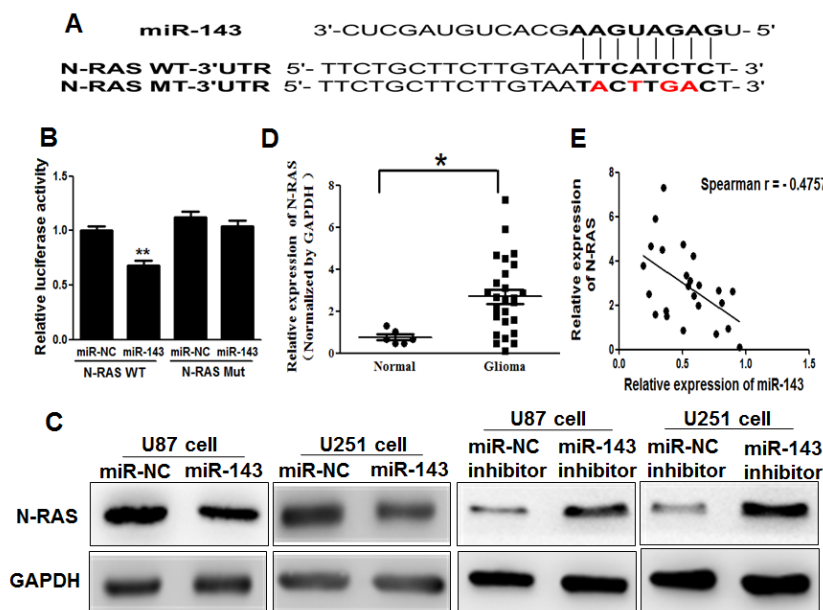 A
miR-143 3'-CUCGAUGUCACGAAGUAGAGU- 5'
N-RAS WT-3'UTR 5'- TTCTGCTTCTTGTAATTCATCTCT- 3'
N-RAS MT-3'UTR 5'- TTCTGCTTCTTGTAATACTTGACT- 3'
B
Relative luciferase activity
1.5
1.0
0.5
0.0
**
miR-NC miR-143 miR-NC miR-143
N-RAS WT N-RAS Mut
D
Relative expression of N-RAS
(Normalized by GAPDH)
8
6
4
2
0
*
Normal Glioma
E
Relative expression
of N-RAS
8
6
4
2
0
Spearman r = - 0.4757
0.0 0.5 1.0 1.5
Relative expression of miR-143
C
U87 cell U251 cell U87 cell U251 cell
miR-NC miR-143 miR-NC miR-143 miR-NC miR-143 miR-NC miR-143
inhibitor inhibitor inhibitor inhibitor
N-RAS
GAPDH